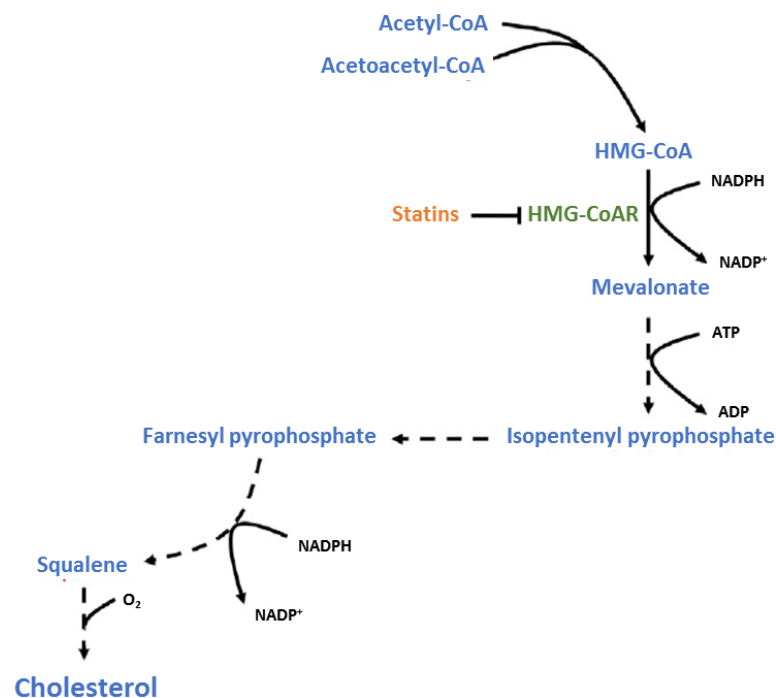 Acetyl-CoA
Acetoacetyl-CoA
HMG-CoA
NADPH
Statins
HMG-CoAR
NADP⁺
Mevalonate
ATP
ADP
Farnesyl pyrophosphate
Isopentenyl pyrophosphate
NADPH
Squalene
O₂
NADP⁺
Cholesterol